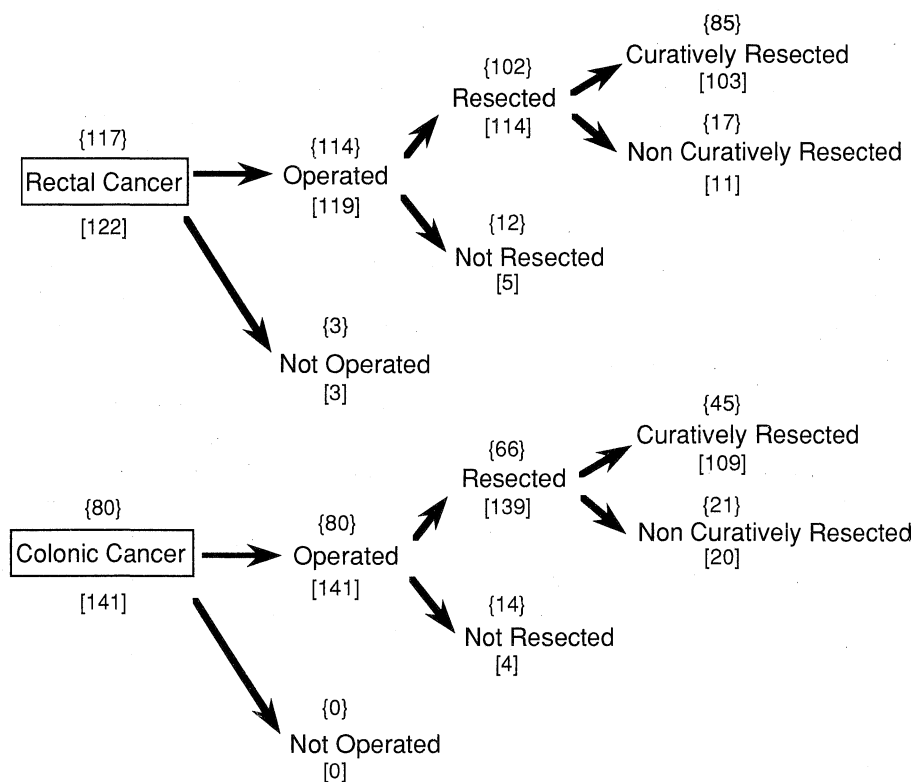 {85}
Curatively Resected
[103]
{102}
Resected
[114]
{17}
Non Curatively Resected
[11]
{117}
Rectal Cancer
[122]
{114}
Operated
[119]
{12}
Not Resected
[5]
{3}
Not Operated
[3]
{45}
Curatively Resected
[109]
{66}
Resected
[139]
{21}
Non Curatively Resected
[20]
{80}
Colonic Cancer
[141]
{80}
Operated
[141]
{14}
Not Resected
[4]
{0}
Not Operated
[0]